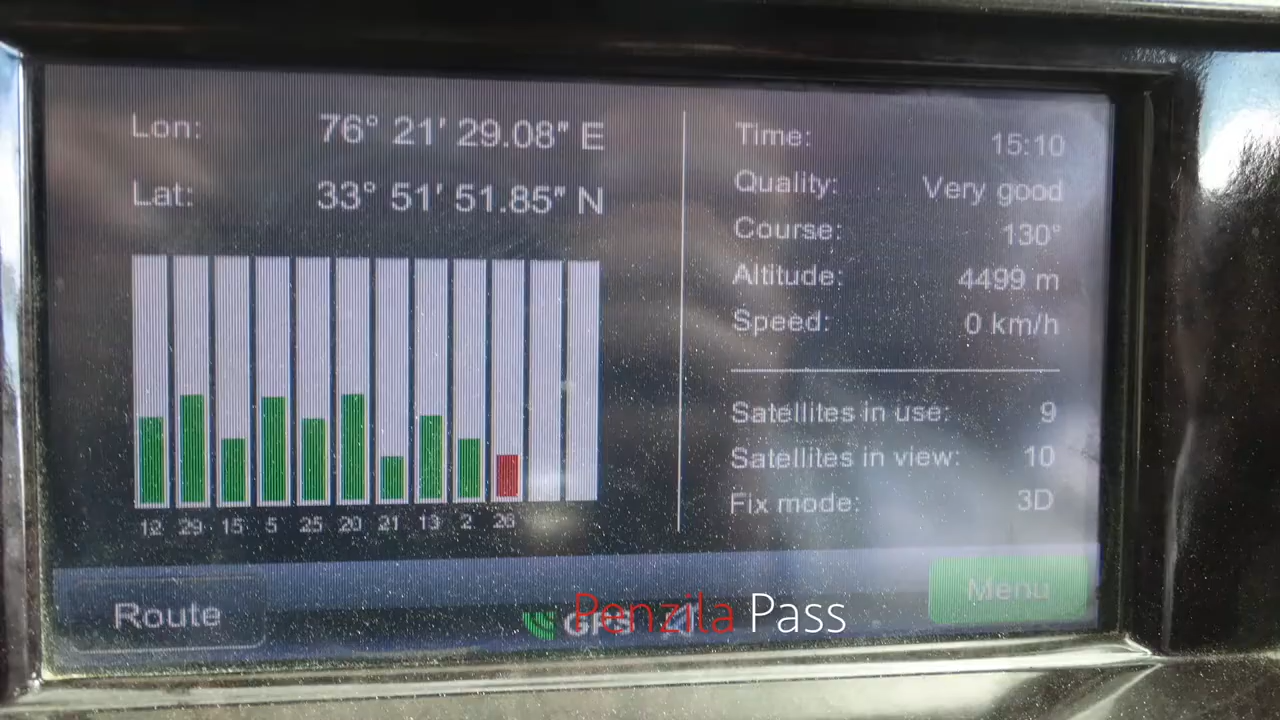 Lon: 76° 21′ 29.08″ E
Lat: 33° 51′ 51.85″ N
12 29 15 5 25 20 21 13 2 26
Time: 15:10
Quality: Very good
Course: 130°
Altitude: 4499 m
Speed: 0 km/h
Satellites in use: 9
Satellites in view: 10
Fix mode: 3D
Route
GPS
Menu
Penzila Pass